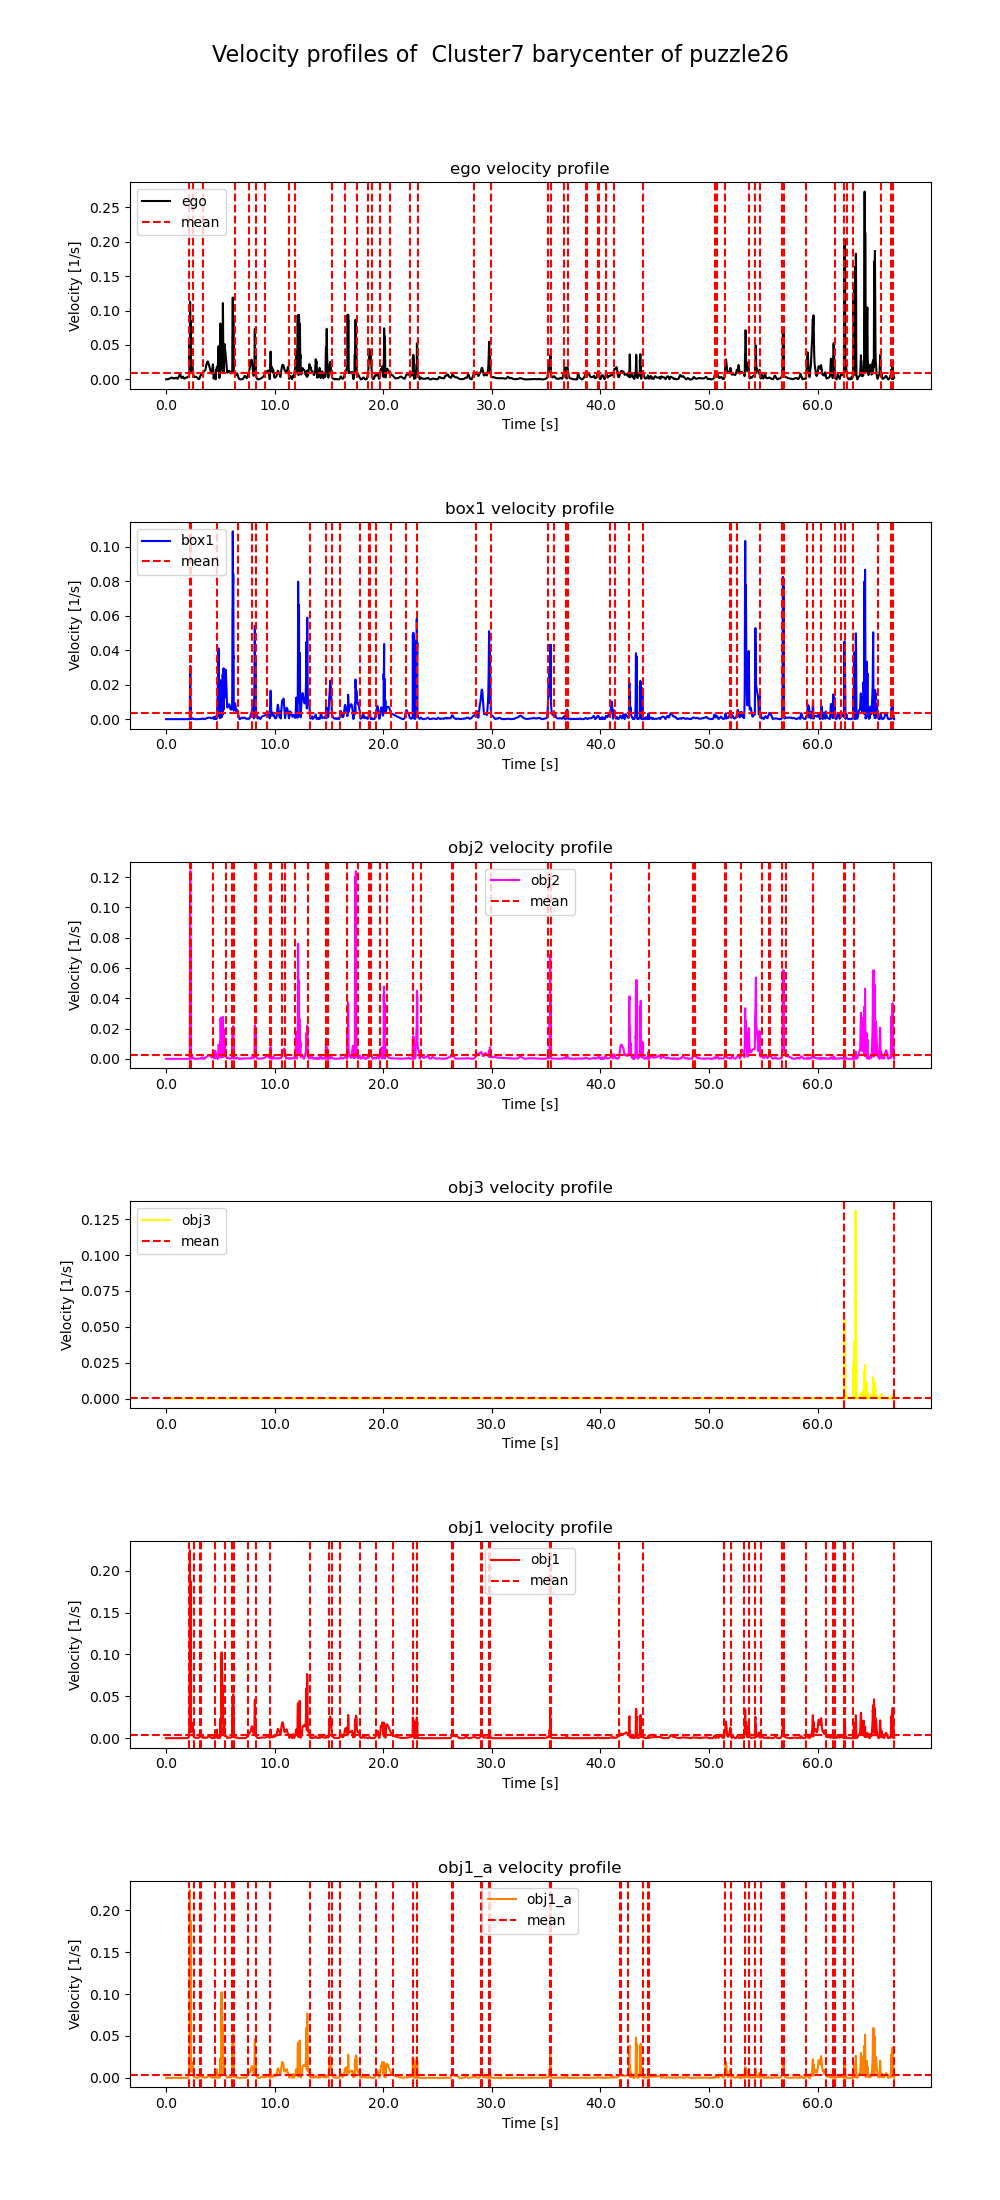 Velocity profiles of  Cluster7 barycenter of puzzle26
ego velocity profile
ego
mean
Velocity [1/s]
0.25
0.20
0.15
0.10
0.05
0.00
0.0 10.0 20.0 30.0 40.0 50.0 60.0
Time [s]
box1 velocity profile
box1
mean
Velocity [1/s]
0.10
0.08
0.06
0.04
0.02
0.00
0.0 10.0 20.0 30.0 40.0 50.0 60.0
Time [s]
obj2 velocity profile
obj2
mean
Velocity [1/s]
0.12
0.10
0.08
0.06
0.04
0.02
0.00
0.0 10.0 20.0 30.0 40.0 50.0 60.0
Time [s]
obj3 velocity profile
obj3
mean
Velocity [1/s]
0.125
0.100
0.075
0.050
0.025
0.000
0.0 10.0 20.0 30.0 40.0 50.0 60.0
Time [s]
obj1 velocity profile
obj1
mean
Velocity [1/s]
0.20
0.15
0.10
0.05
0.00
0.0 10.0 20.0 30.0 40.0 50.0 60.0
Time [s]
obj1_a velocity profile
obj1_a
mean
Velocity [1/s]
0.20
0.15
0.10
0.05
0.00
0.0 10.0 20.0 30.0 40.0 50.0 60.0
Time [s]